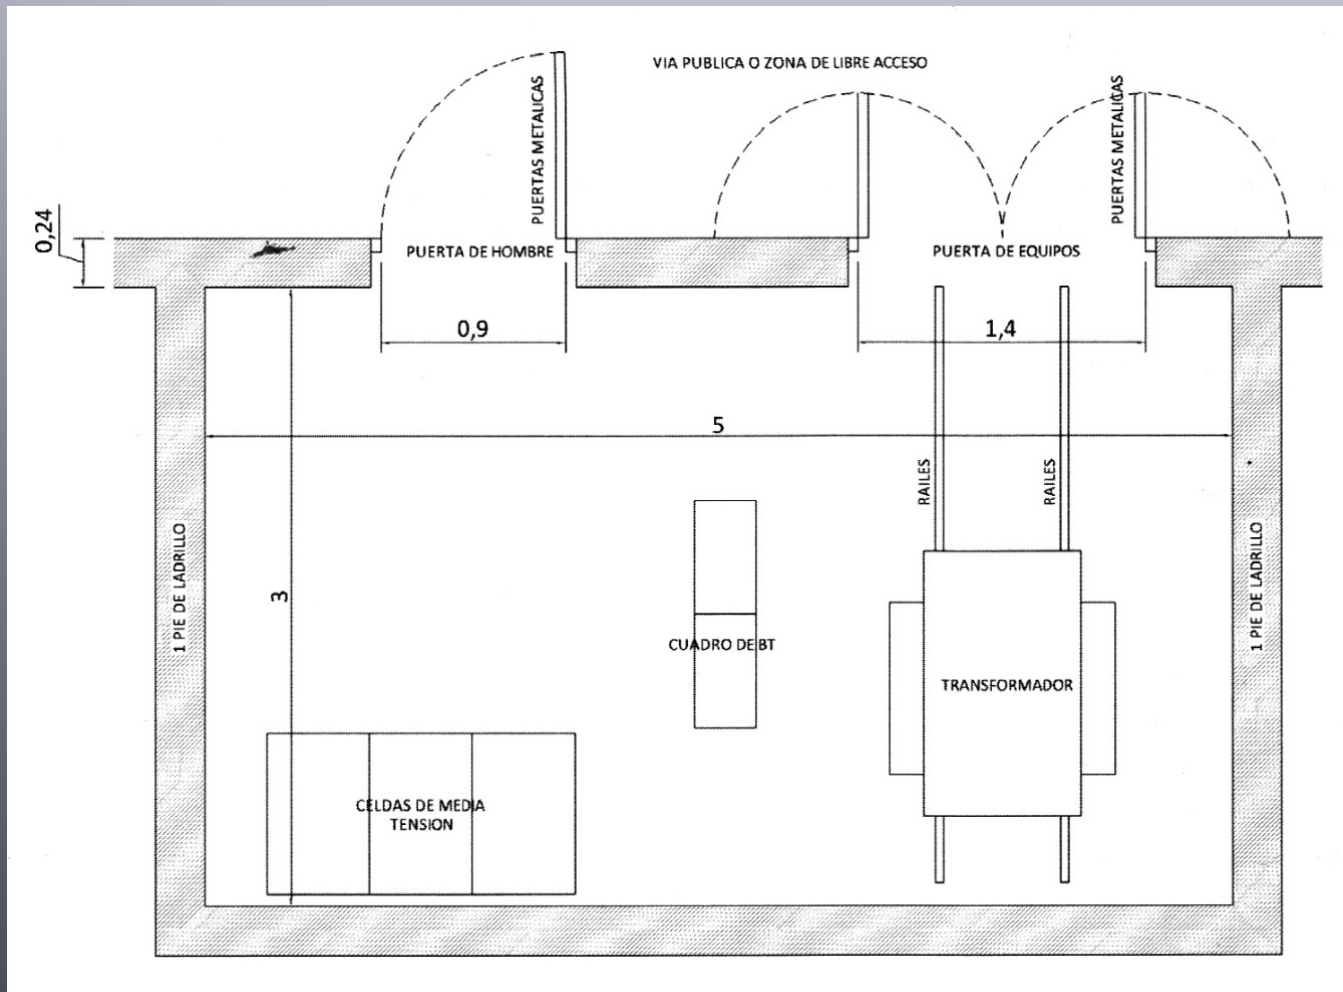 VIA PUBLICA O ZONA DE LIBRE ACCESO
PUERTAS METALICAS
PUERTAS METALICAS
0,24
PUERTA DE HOMBRE
PUERTA DE EQUIPOS
0,9
1,4
5
RAILES
RAILES
1 PIE DE LADRILLO
3
1 PIE DE LADRILLO
CUADRO DE BT
TRANSFORMADOR
CELDAS DE MEDIA
TENSION